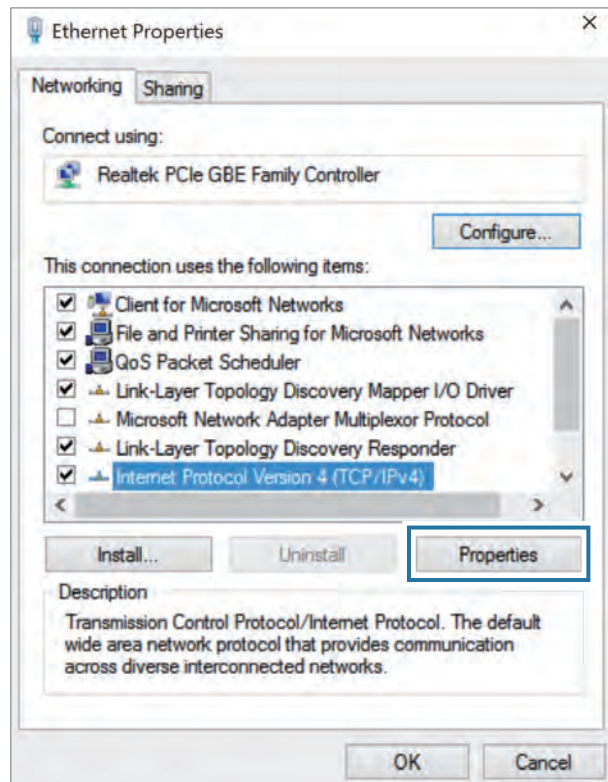 Ethernet Properties
Networking
Sharing
Connect using:
Realtek PCIe GBE Family Controller
Configure...
This connection uses the following items:
Client for Microsoft Networks
File and Printer Sharing for Microsoft Networks
QoS Packet Scheduler
Link-Layer Topology Discovery Mapper I/O Driver
Microsoft Network Adapter Multiplexor Protocol
Link-Layer Topology Discovery Responder
Internet Protocol Version 4 (TCP/IPv4)
Install...
Uninstall
Properties
Description
Transmission Control Protocol/Internet Protocol. The default
wide area network protocol that provides communication
across diverse interconnected networks.
OK
Cancel